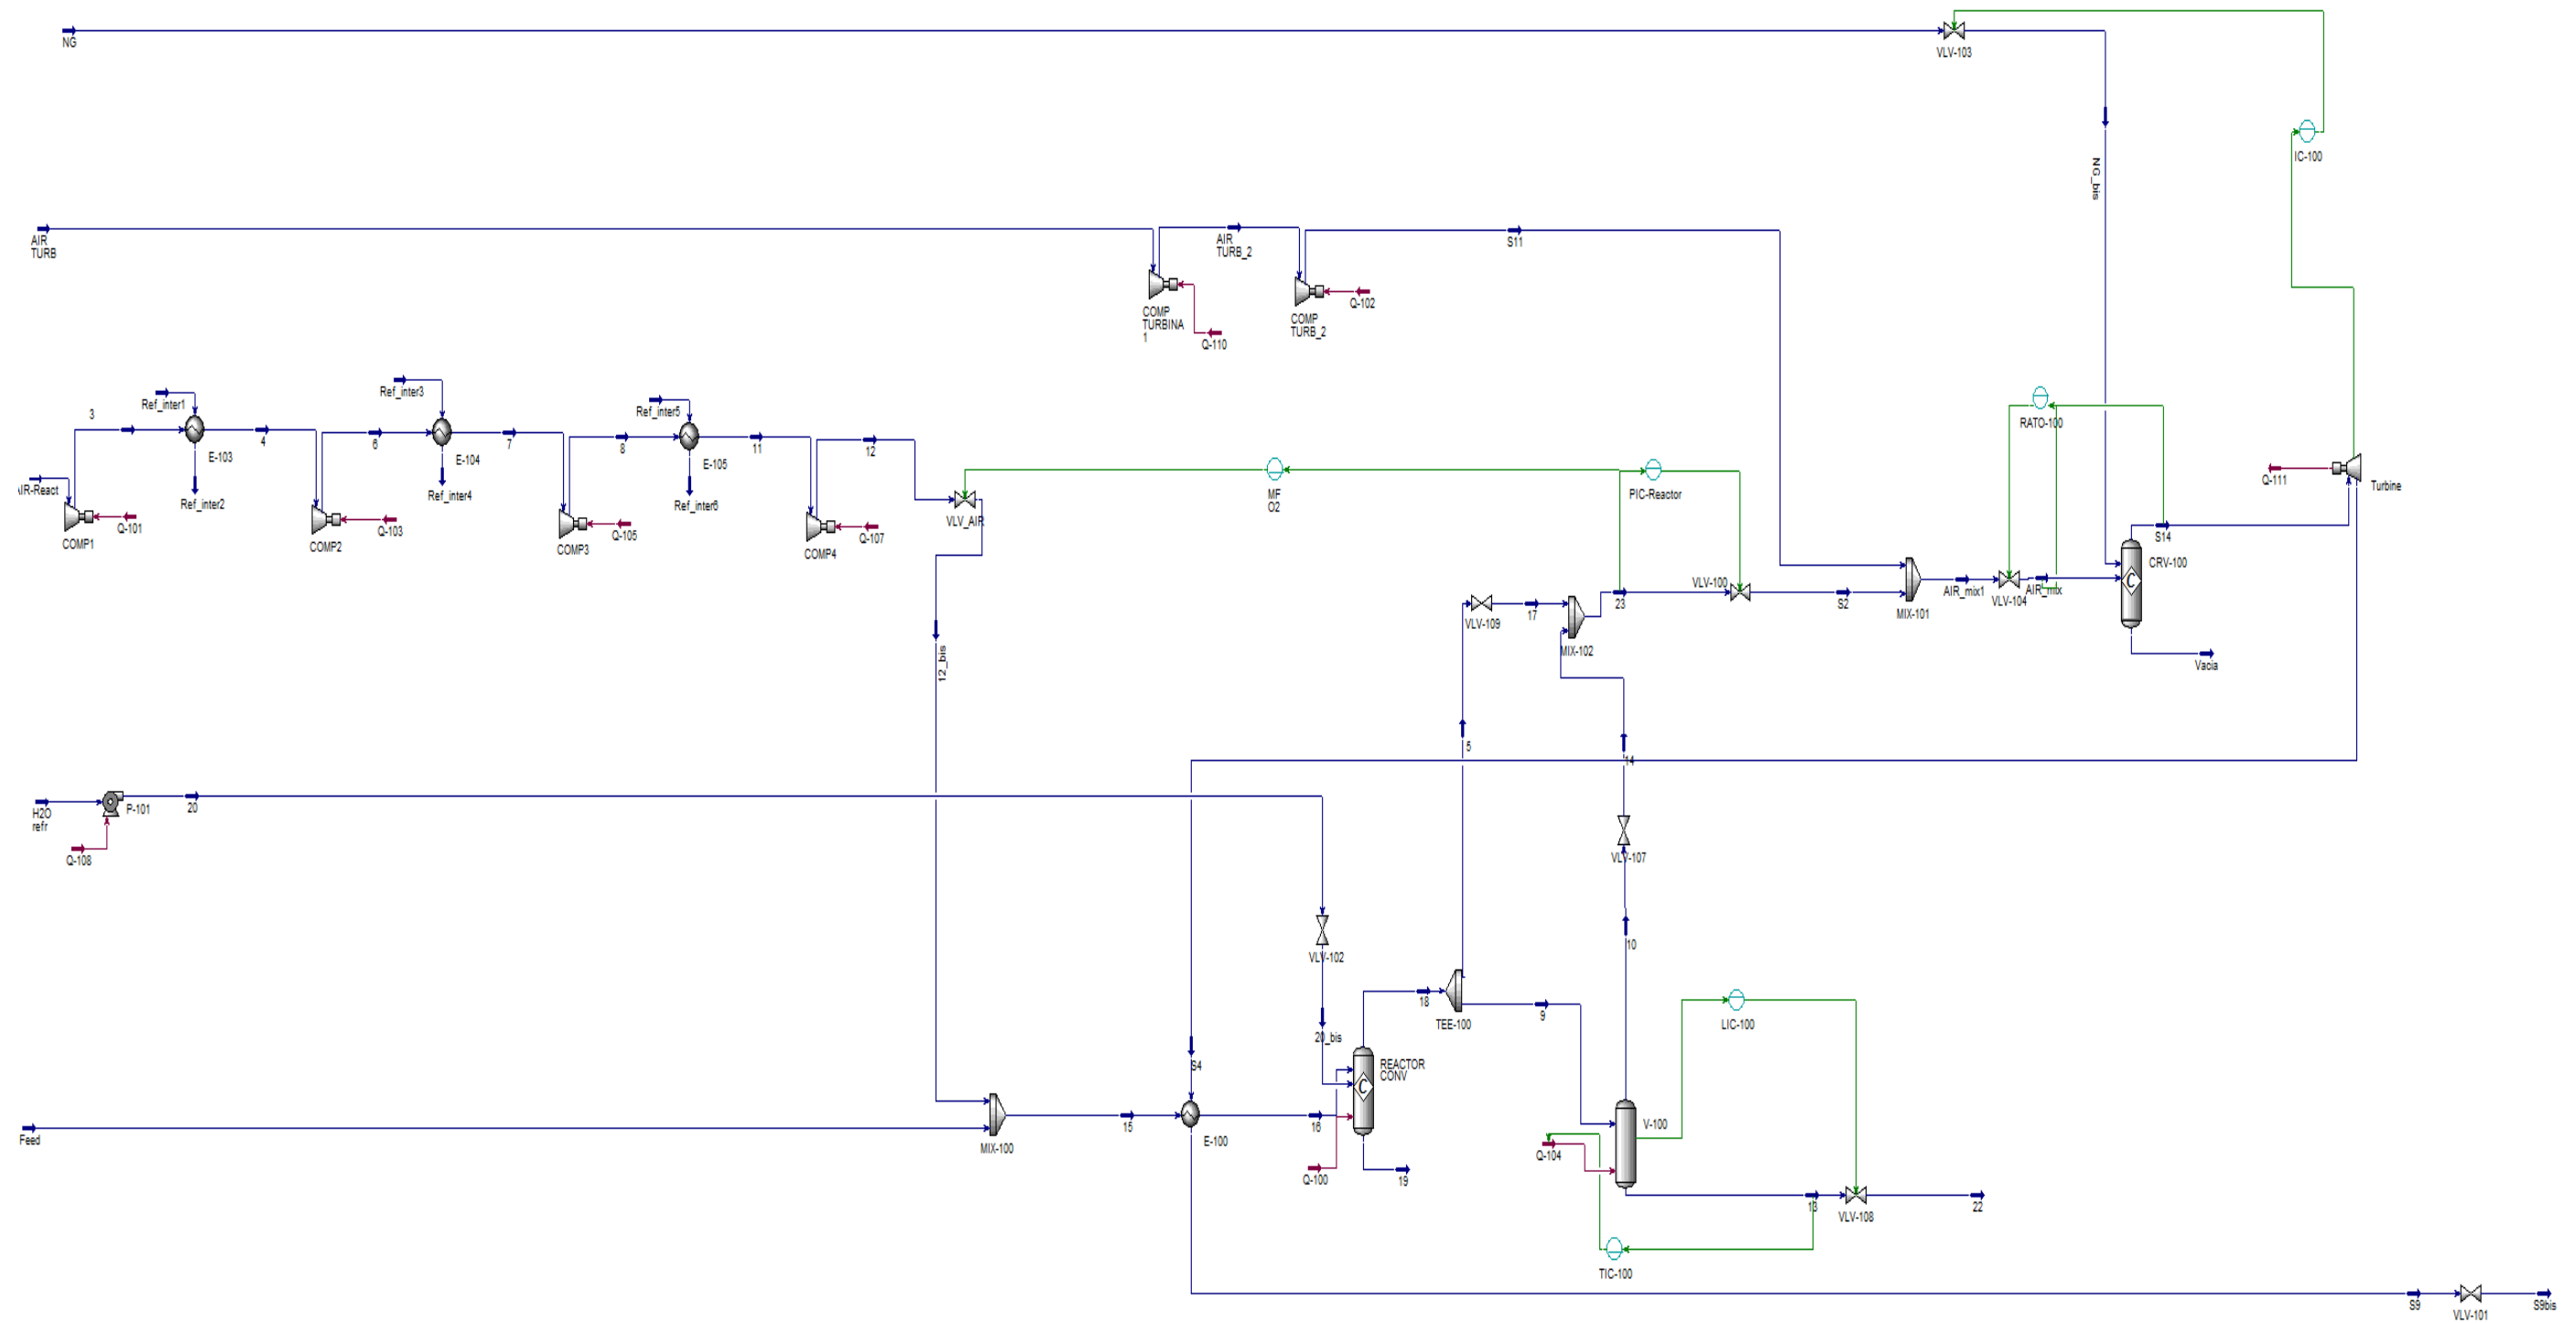 NG
VLV-103
IC-100
NG_bis
AIR
TURB
AIR
TURB_2
S11
COMP
TURBINA
1
Q-110
COMP
TURB_2
Q-102
3
Ref_inter1
E-103
Ref_inter2
4
Ref_inter3
6
E-104
Ref_inter4
7
Ref_inter5
8
E-105
Ref_inter6
11
12
RATO-100
IR-React
COMP1
Q-101
COMP2
Q-103
COMP3
Q-105
COMP4
Q-107
VLV_AIR
MF
O2
PIC-Reactor
Q-111
Turbine
S14
CRV-100
C
VLV-109
17
MIX-102
23
VLV-100
S2
MIX-101
AIR_mix1
VLV-104
AIR_mix
Vacia
12_bis
5
14
H2O
refr
P-101
20
Q-108
VLV-107
10
VLV-102
20_bis
18
TEE-100
9
LIC-100
S4
REACTOR
CONV
C
Feed
MIX-100
15
E-100
16
Q-100
19
V-100
Q-104
13
VLV-108
22
TIC-100
S9
VLV-101
S9bis